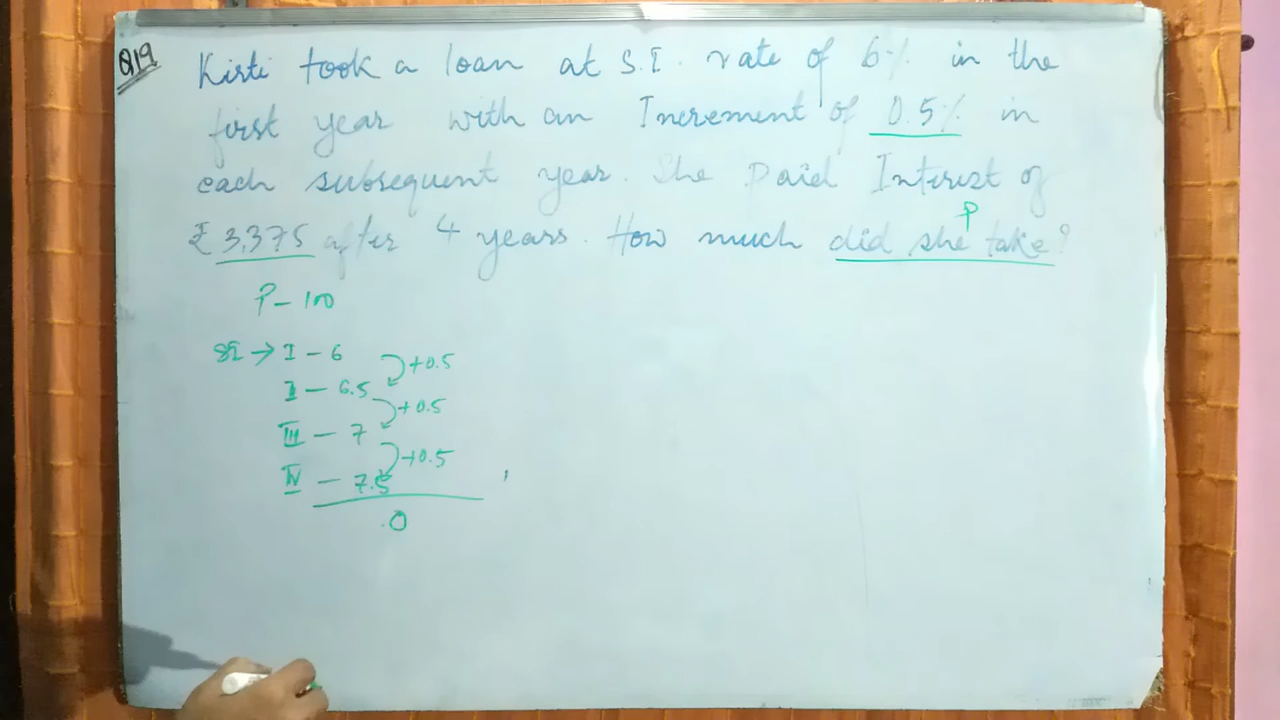 Q19
Kirti took a loan at S.I. rate of 6% in the
first year with an Increment of 0.5% in
each subsequent year. She Paid Interest of
₹ 3,375 after 4 years. How much did she take?
P
P - 100
SI → I - 6
+0.5
II - 6.5
+0.5
III - 7
+0.5
IV - 7.5
.0